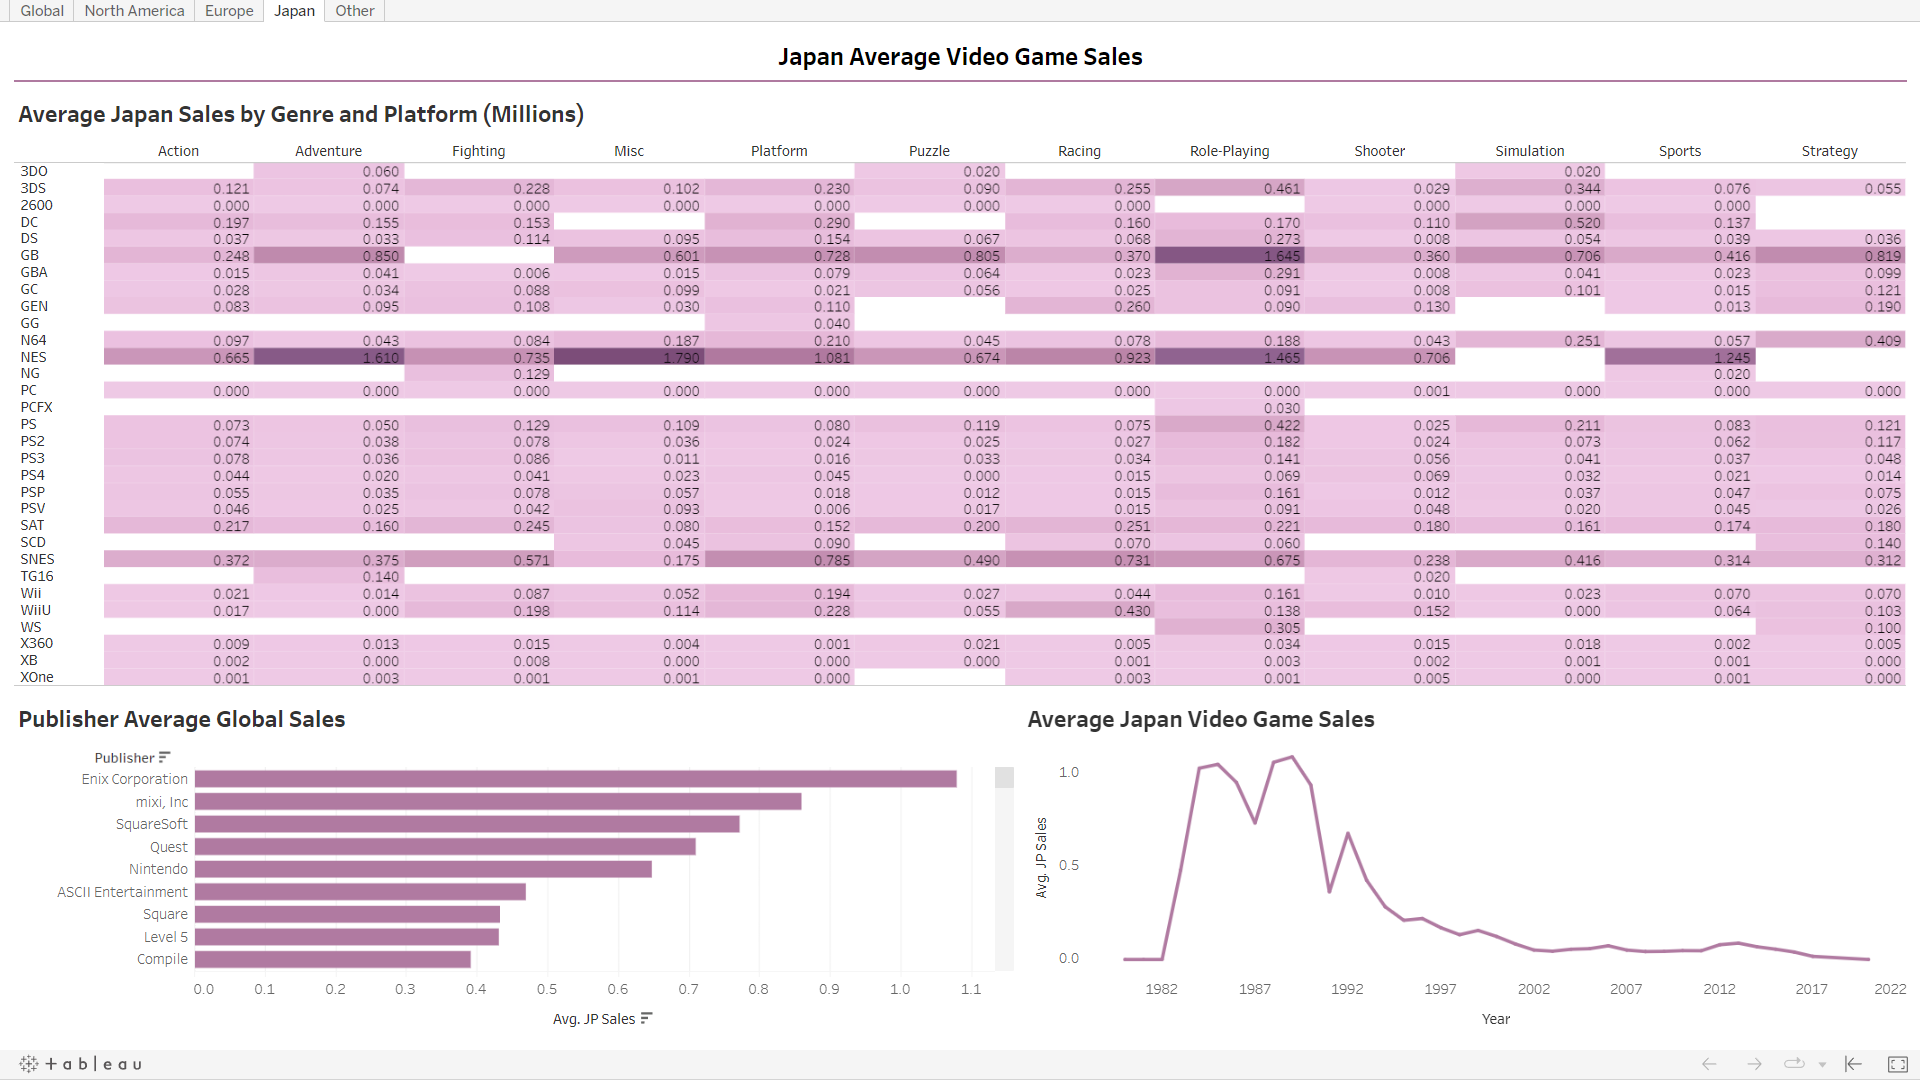 Global North America Europe Japan Other
Japan Average Video Game Sales
Average Japan Sales by Genre and Platform (Millions)
Action Adventure Fighting Misc Platform Puzzle Racing Role-Playing Shooter Simulation Sports Strategy
3DO 0.060 0.020 0.020
3DS 0.121 0.074 0.228 0.102 0.230 0.090 0.255 0.461 0.029 0.344 0.076 0.055
2600 0.000 0.000 0.000 0.000 0.000 0.000 0.000 0.000 0.000 0.000
DC 0.197 0.155 0.153 0.290 0.160 0.170 0.110 0.520 0.137
DS 0.037 0.033 0.114 0.095 0.154 0.067 0.068 0.273 0.008 0.054 0.039 0.036
GB 0.248 0.850 0.601 0.728 0.805 0.370 1.645 0.360 0.706 0.416 0.819
GBA 0.015 0.041 0.006 0.015 0.079 0.064 0.023 0.291 0.008 0.041 0.023 0.099
GC 0.028 0.034 0.088 0.099 0.021 0.056 0.025 0.091 0.008 0.101 0.015 0.121
GEN 0.083 0.095 0.108 0.030 0.110 0.260 0.090 0.130 0.013 0.190
GG 0.040
N64 0.097 0.043 0.084 0.187 0.210 0.045 0.078 0.188 0.043 0.251 0.057 0.409
NES 0.665 1.610 0.735 1.790 1.081 0.674 0.923 1.465 0.706 1.245
NG 0.129 0.020
PC 0.000 0.000 0.000 0.000 0.000 0.000 0.000 0.000 0.001 0.000 0.000 0.000
PCFX 0.030
PS 0.073 0.050 0.129 0.109 0.080 0.119 0.075 0.422 0.025 0.211 0.083 0.121
PS2 0.074 0.038 0.078 0.036 0.024 0.025 0.027 0.182 0.024 0.073 0.062 0.117
PS3 0.078 0.036 0.086 0.011 0.016 0.033 0.034 0.141 0.056 0.041 0.037 0.048
PS4 0.044 0.020 0.041 0.023 0.045 0.000 0.015 0.069 0.069 0.032 0.021 0.014
PSP 0.055 0.035 0.078 0.057 0.018 0.012 0.015 0.161 0.012 0.037 0.047 0.075
PSV 0.046 0.025 0.042 0.093 0.006 0.017 0.015 0.091 0.048 0.020 0.045 0.026
SAT 0.217 0.160 0.245 0.080 0.152 0.200 0.251 0.221 0.180 0.161 0.174 0.180
SCD 0.045 0.090 0.070 0.060 0.140
SNES 0.372 0.375 0.571 0.175 0.785 0.490 0.731 0.675 0.238 0.416 0.314 0.312
TG16 0.140 0.020
Wii 0.021 0.014 0.087 0.052 0.194 0.027 0.044 0.161 0.010 0.023 0.070 0.070
WiiU 0.017 0.000 0.198 0.114 0.228 0.055 0.430 0.138 0.152 0.000 0.064 0.103
WS 0.305 0.100
X360 0.009 0.013 0.015 0.004 0.001 0.021 0.005 0.034 0.015 0.018 0.002 0.005
XB 0.002 0.000 0.008 0.000 0.000 0.000 0.001 0.003 0.002 0.001 0.001 0.000
XOne 0.001 0.003 0.001 0.001 0.000 0.003 0.001 0.005 0.000 0.001 0.000
Publisher Average Global Sales
Publisher
Enix Corporation
mixi, Inc
SquareSoft
Quest
Nintendo
ASCII Entertainment
Square
Level 5
Compile
0.0 0.1 0.2 0.3 0.4 0.5 0.6 0.7 0.8 0.9 1.0 1.1
Avg. JP Sales
Average Japan Video Game Sales
Avg. JP Sales
1.0
0.5
0.0
1982 1987 1992 1997 2002 2007 2012 2017 2022
Year
+ a b l e a u